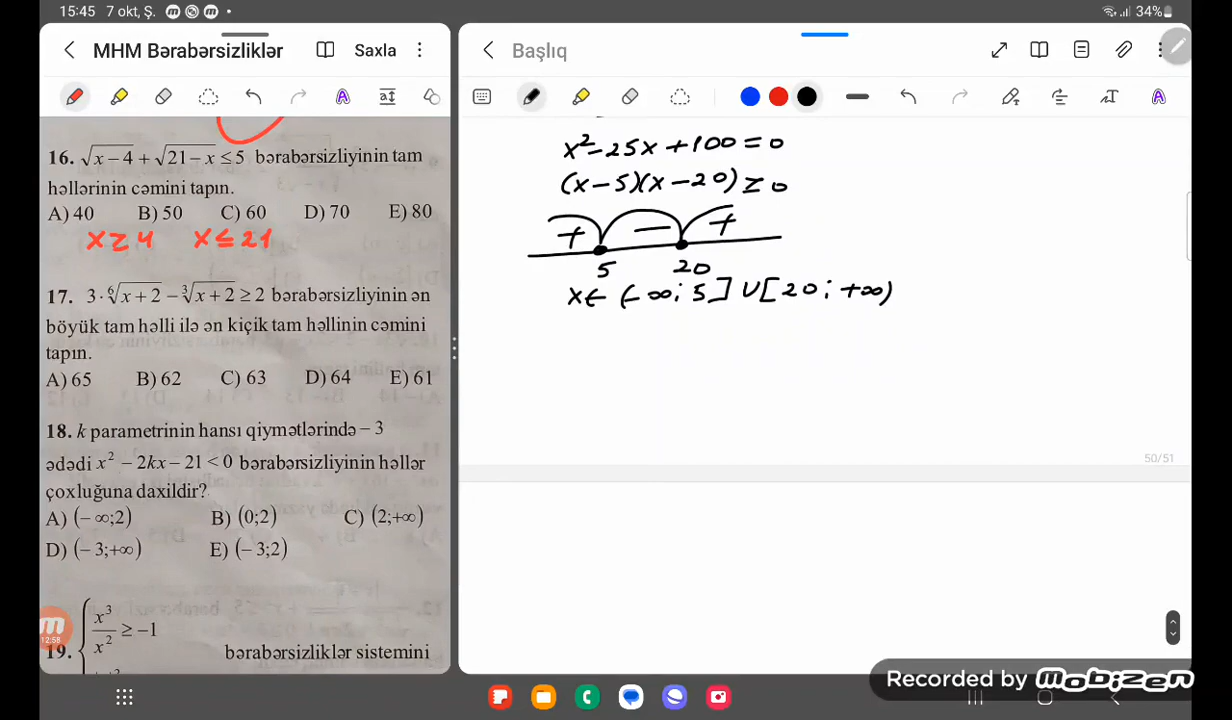 15:45 7 okt, Ş.
34%
MHM Bərabərsizliklər
Saxla
Başlıq
16. √x−4 + √21−x ≤ 5 bərabərsizliyinin tam
həllərinin cəmini tapın.
A) 40 B) 50 C) 60 D) 70 E) 80
x ≥ 4 x ≤ 21
17. 3·⁶√x+2 − ³√x+2 ≥ 2 bərabərsizliyinin ən
böyük tam həlli ilə ən kiçik tam həllinin cəmini
tapın.
A) 65 B) 62 C) 63 D) 64 E) 61
18. k parametrinin hansı qiymətlərində – 3
ədədi x² − 2kx − 21 < 0 bərabərsizliyinin həllər
çoxluğuna daxildir?
A) (− ∞;2) B) (0;2) C) (2;+∞)
D) (− 3;+∞) E) (− 3;2)
x³/x² ≥ −1
19. bərabərsizliklər sistemini
12:58
x²−25x+100=0
(x−5)(x−20) ≥ 0
+ − +
5 20
x∈ (−∞; 5] ∪ [20; +∞)
50/51
Recorded by mobizen